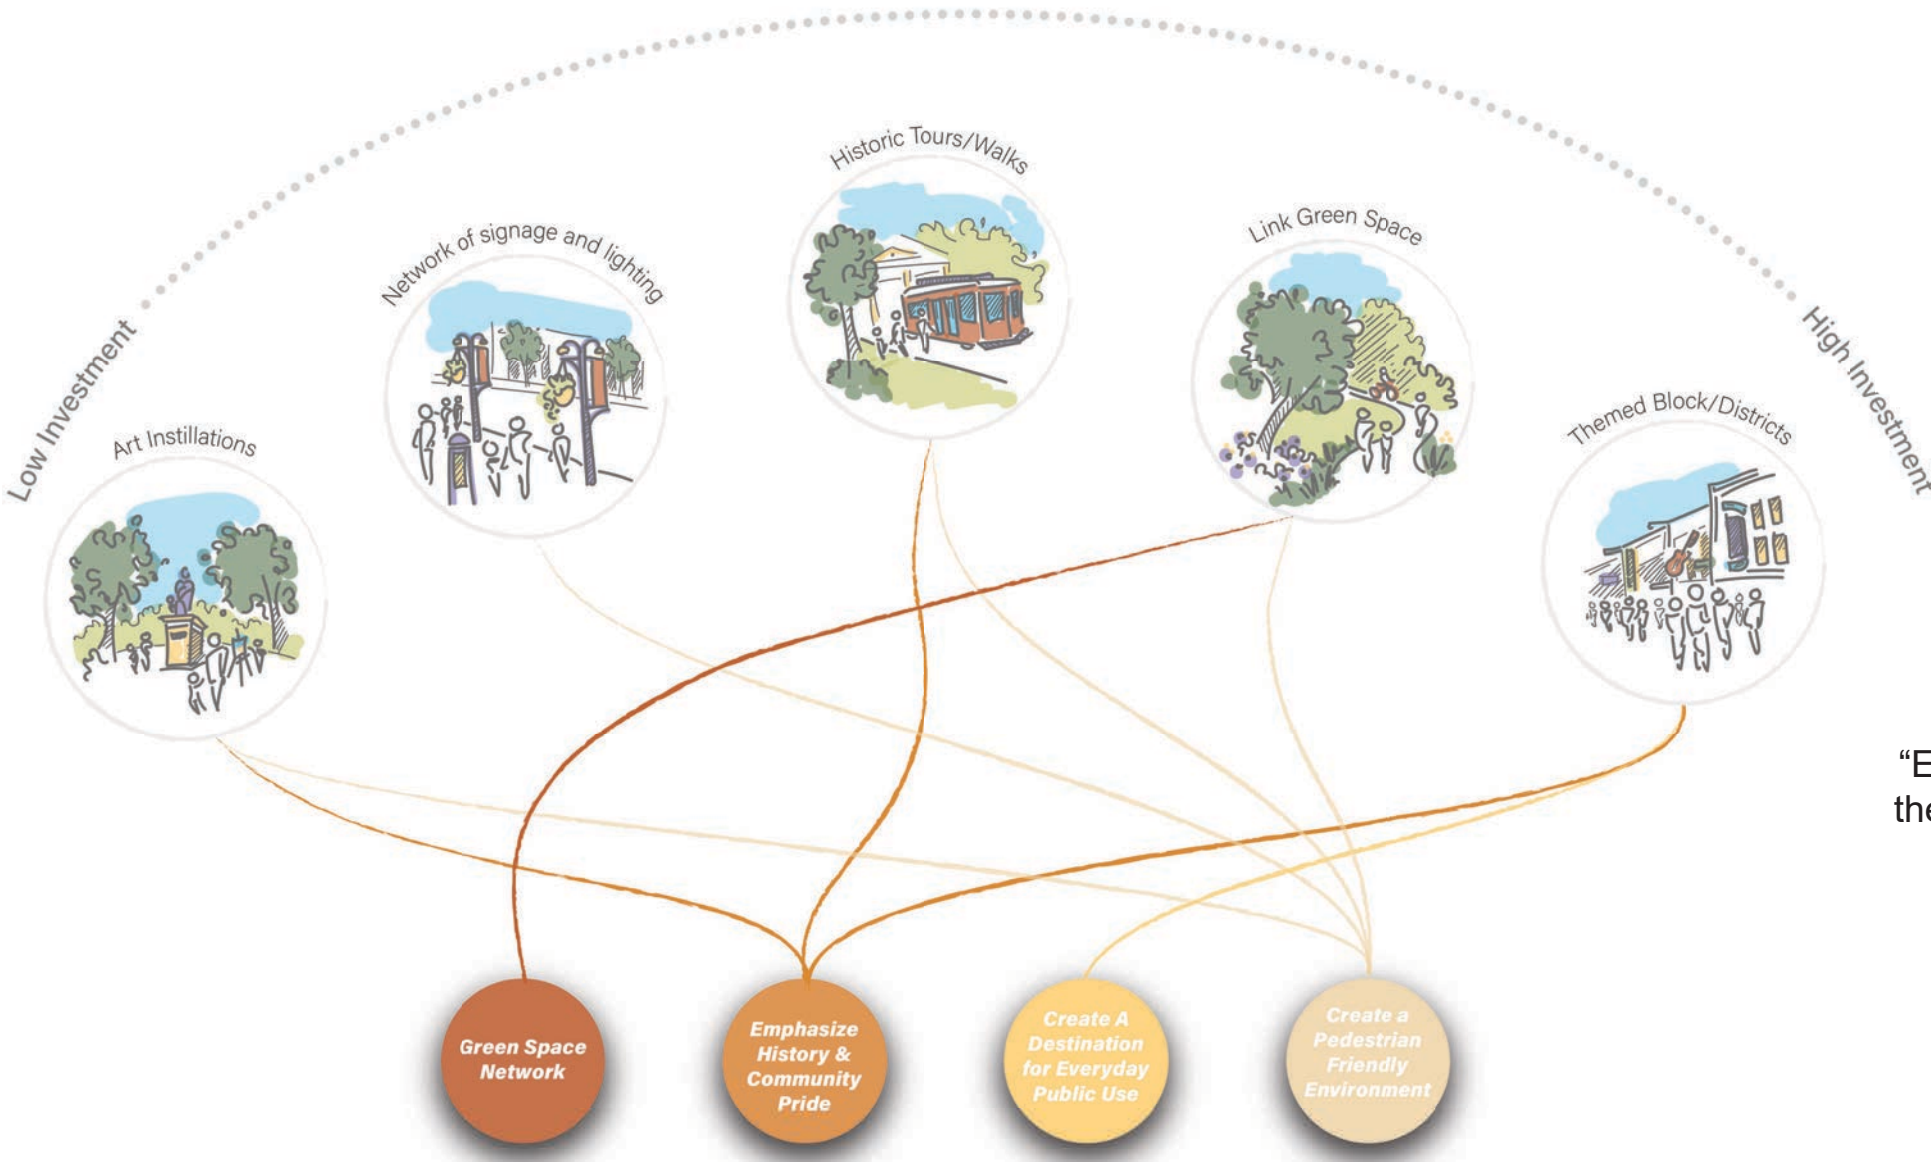 Historic Tours/Walks
Link Green Space
Network of signage and lighting
Low Investment
High Investment
Art Instillations
Themed Block/Districts
“E
the
Green Space
Network
Emphasize
History &
Community
Pride
Create A
Destination
for Everyday
Public Use
Create a
Pedestrian
Friendly
Environment